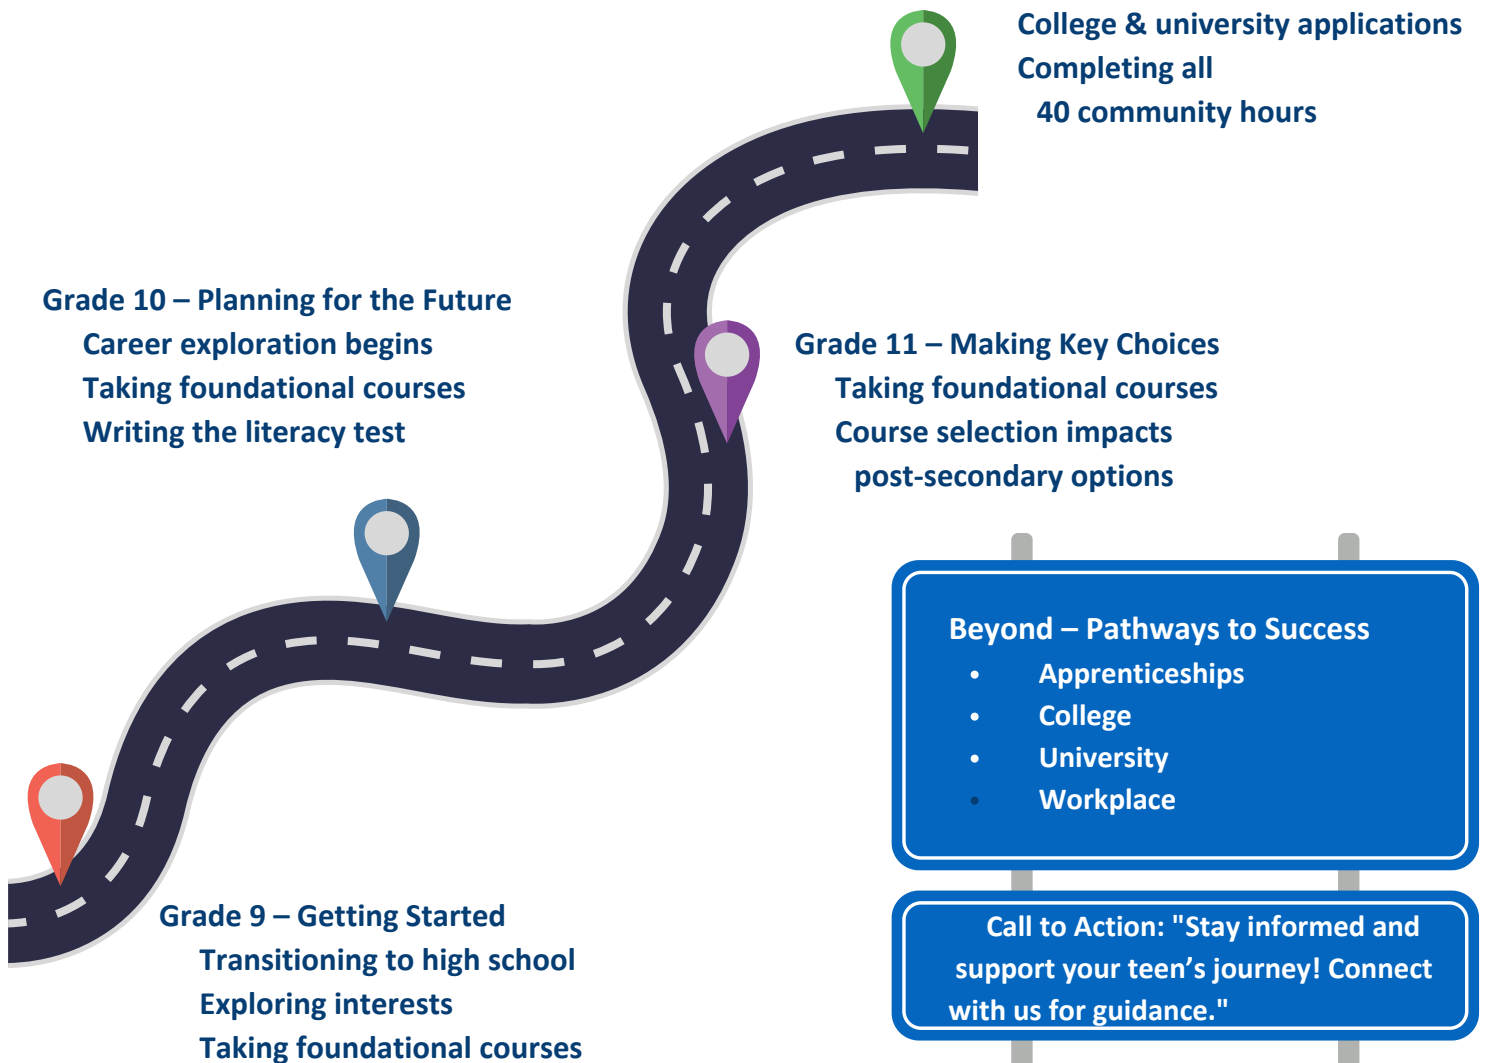 College & university applications
Completing all
40 community hours
Grade 10 – Planning for the Future
Career exploration begins
Taking foundational courses
Writing the literacy test
Grade 11 – Making Key Choices
Taking foundational courses
Course selection impacts
post-secondary options
Beyond – Pathways to Success
• Apprenticeships
• College
• University
• Workplace
Call to Action: "Stay informed and
support your teen’s journey! Connect
with us for guidance."
Grade 9 – Getting Started
Transitioning to high school
Exploring interests
Taking foundational courses